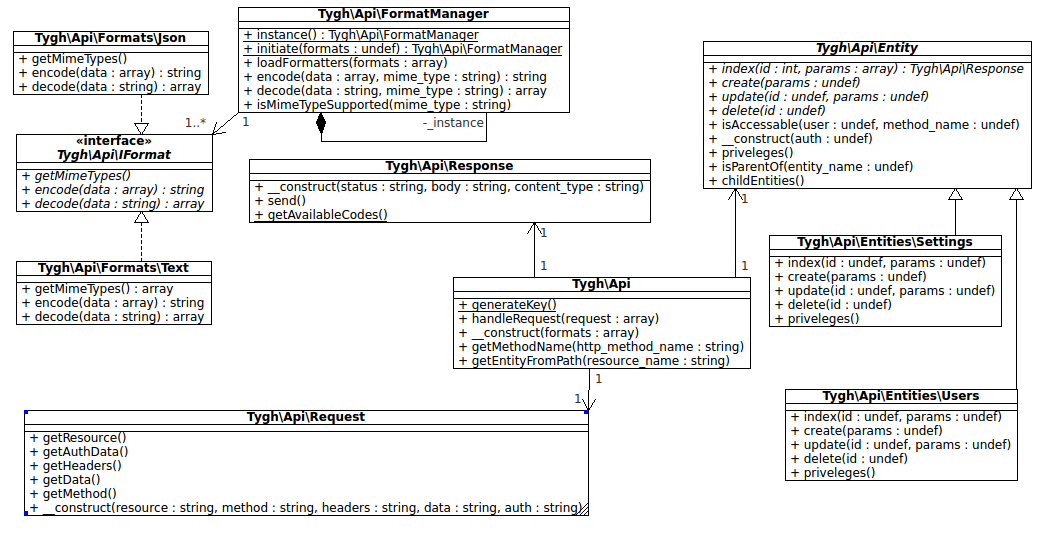 Tygh\Api\FormatManager
+ instance() : Tygh\Api\FormatManager
+ initiate(formats : undef) : Tygh\Api\FormatManager
+ loadFormatters(formats : array)
+ encode(data : array, mime_type : string) : string
+ decode(data : string, mime_type : string) : array
+ isMimeTypeSupported(mime_type : string)
Tygh\Api\Formats\Json
+ getMimeTypes()
+ encode(data : array) : string
+ decode(data : string) : array
1..*
1
-_instance
«interface»
Tygh\Api\IFormat
+ getMimeTypes()
+ encode(data : array) : string
+ decode(data : string) : array
Tygh\Api\Formats\Text
+ getMimeTypes() : array
+ encode(data : array) : string
+ decode(data : string) : array
Tygh\Api\Response
+ __construct(status : string, body : string, content_type : string)
+ send()
+ getAvailableCodes()
1
1
Tygh\Api\Entity
+ index(id : int, params : array) : Tygh\Api\Response
+ create(params : undef)
+ update(id : undef, params : undef)
+ delete(id : undef)
+ isAccessable(user : undef, method_name : undef)
+ __construct(auth : undef)
+ priveleges()
+ isParentOf(entity_name : undef)
+ childEntities()
1
1
Tygh\Api
+ generateKey()
+ handleRequest(request : array)
+ __construct(formats : array)
+ getMethodName(http_method_name : string)
+ getEntityFromPath(resource_name : string)
1
1
Tygh\Api\Entities\Settings
+ index(id : undef, params : undef)
+ create(params : undef)
+ update(id : undef, params : undef)
+ delete(id : undef)
+ priveleges()
Tygh\Api\Entities\Users
+ index(id : undef, params : undef)
+ create(params : undef)
+ update(id : undef, params : undef)
+ delete(id : undef)
+ priveleges()
Tygh\Api\Request
+ getResource()
+ getAuthData()
+ getHeaders()
+ getData()
+ getMethod()
+ __construct(resource : string, method : string, headers : string, data : string, auth : string)